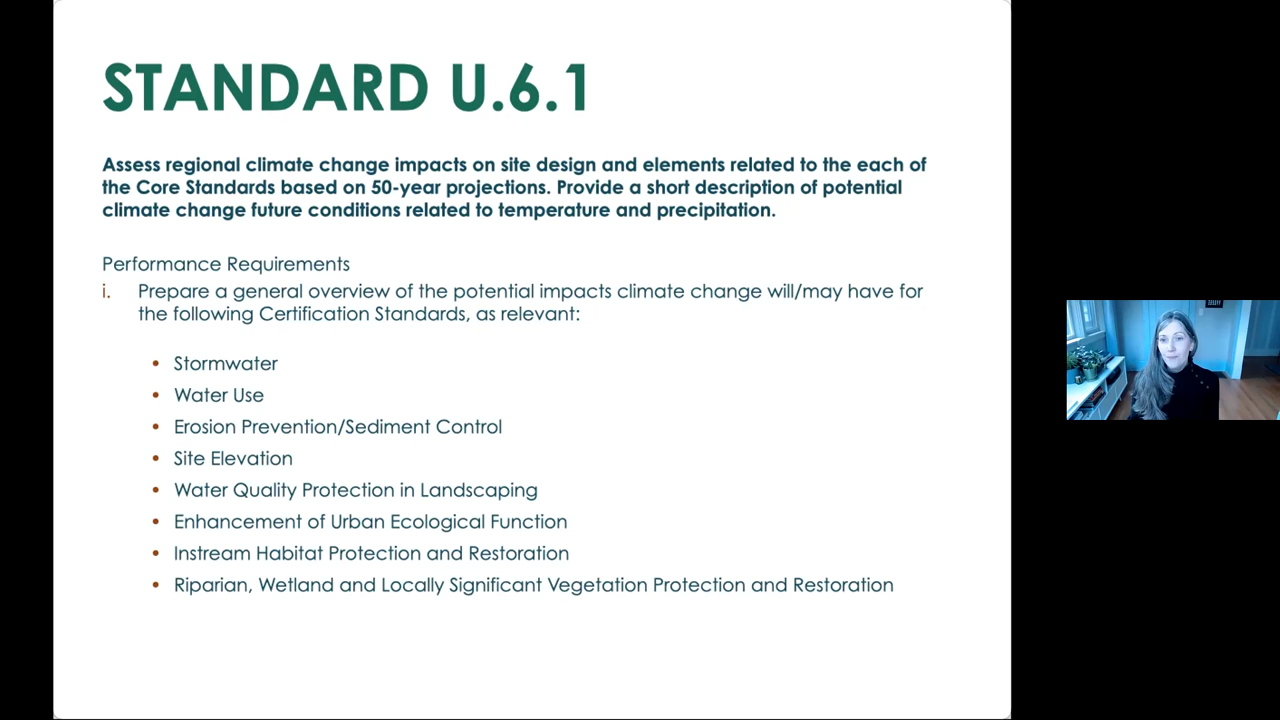 STANDARD U.6.1
Assess regional climate change impacts on site design and elements related to the each of
the Core Standards based on 50-year projections. Provide a short description of potential
climate change future conditions related to temperature and precipitation.
Performance Requirements
i. Prepare a general overview of the potential impacts climate change will/may have for
the following Certification Standards, as relevant:
• Stormwater
• Water Use
• Erosion Prevention/Sediment Control
• Site Elevation
• Water Quality Protection in Landscaping
• Enhancement of Urban Ecological Function
• Instream Habitat Protection and Restoration
• Riparian, Wetland and Locally Significant Vegetation Protection and Restoration